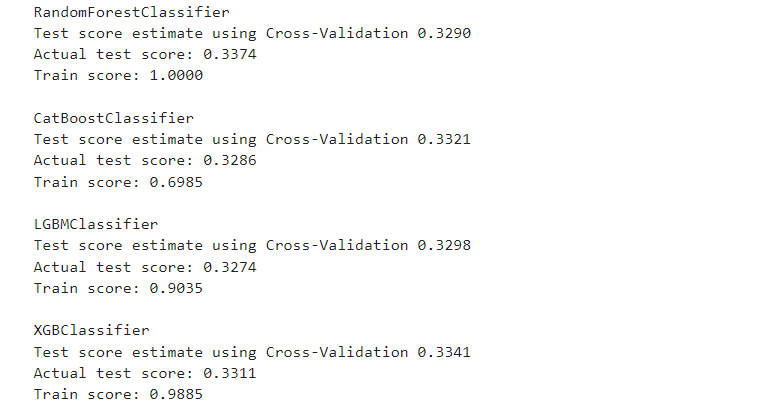 RandomForestClassifier
Test score estimate using Cross-Validation 0.3290
Actual test score: 0.3374
Train score: 1.0000
CatBoostClassifier
Test score estimate using Cross-Validation 0.3321
Actual test score: 0.3286
Train score: 0.6985
LGBMClassifier
Test score estimate using Cross-Validation 0.3298
Actual test score: 0.3274
Train score: 0.9035
XGBClassifier
Test score estimate using Cross-Validation 0.3341
Actual test score: 0.3311
Train score: 0.9885